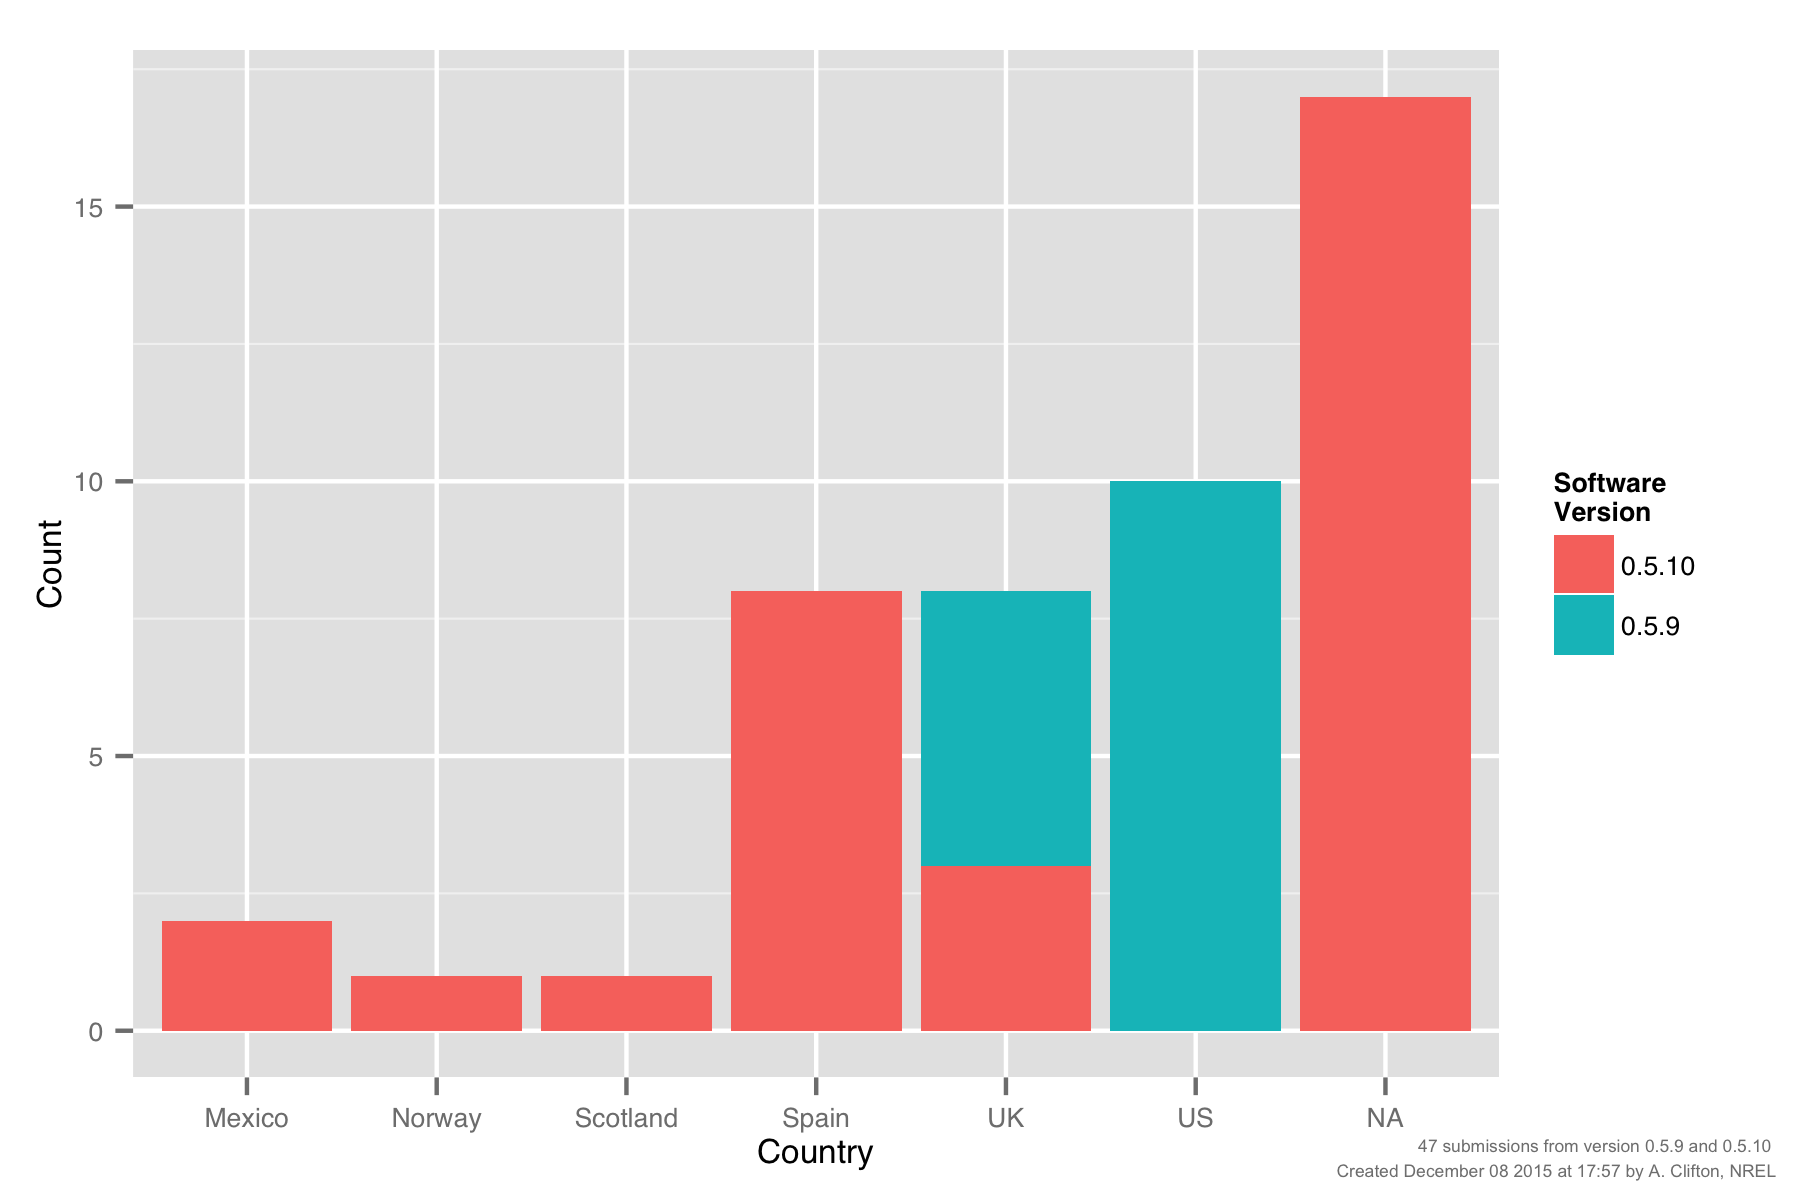 15
10
5
0
Count
Mexico Norway Scotland Spain UK US NA
Country
Software
Version
0.5.10
0.5.9
47 submissions from version 0.5.9 and 0.5.10
Created December 08 2015 at 17:57 by A. Clifton, NREL